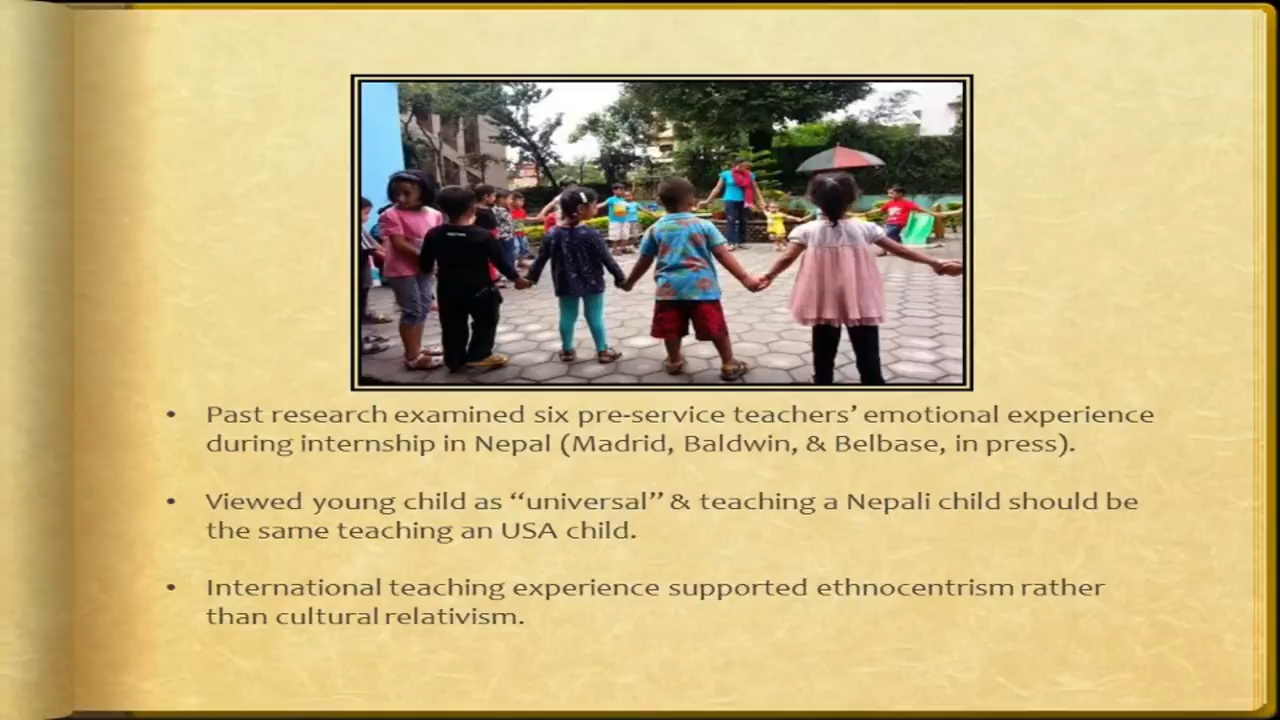 • Past research examined six pre-service teachers’ emotional experience
during internship in Nepal (Madrid, Baldwin, & Belbase, in press).
• Viewed young child as “universal” & teaching a Nepali child should be
the same teaching an USA child.
• International teaching experience supported ethnocentrism rather
than cultural relativism.